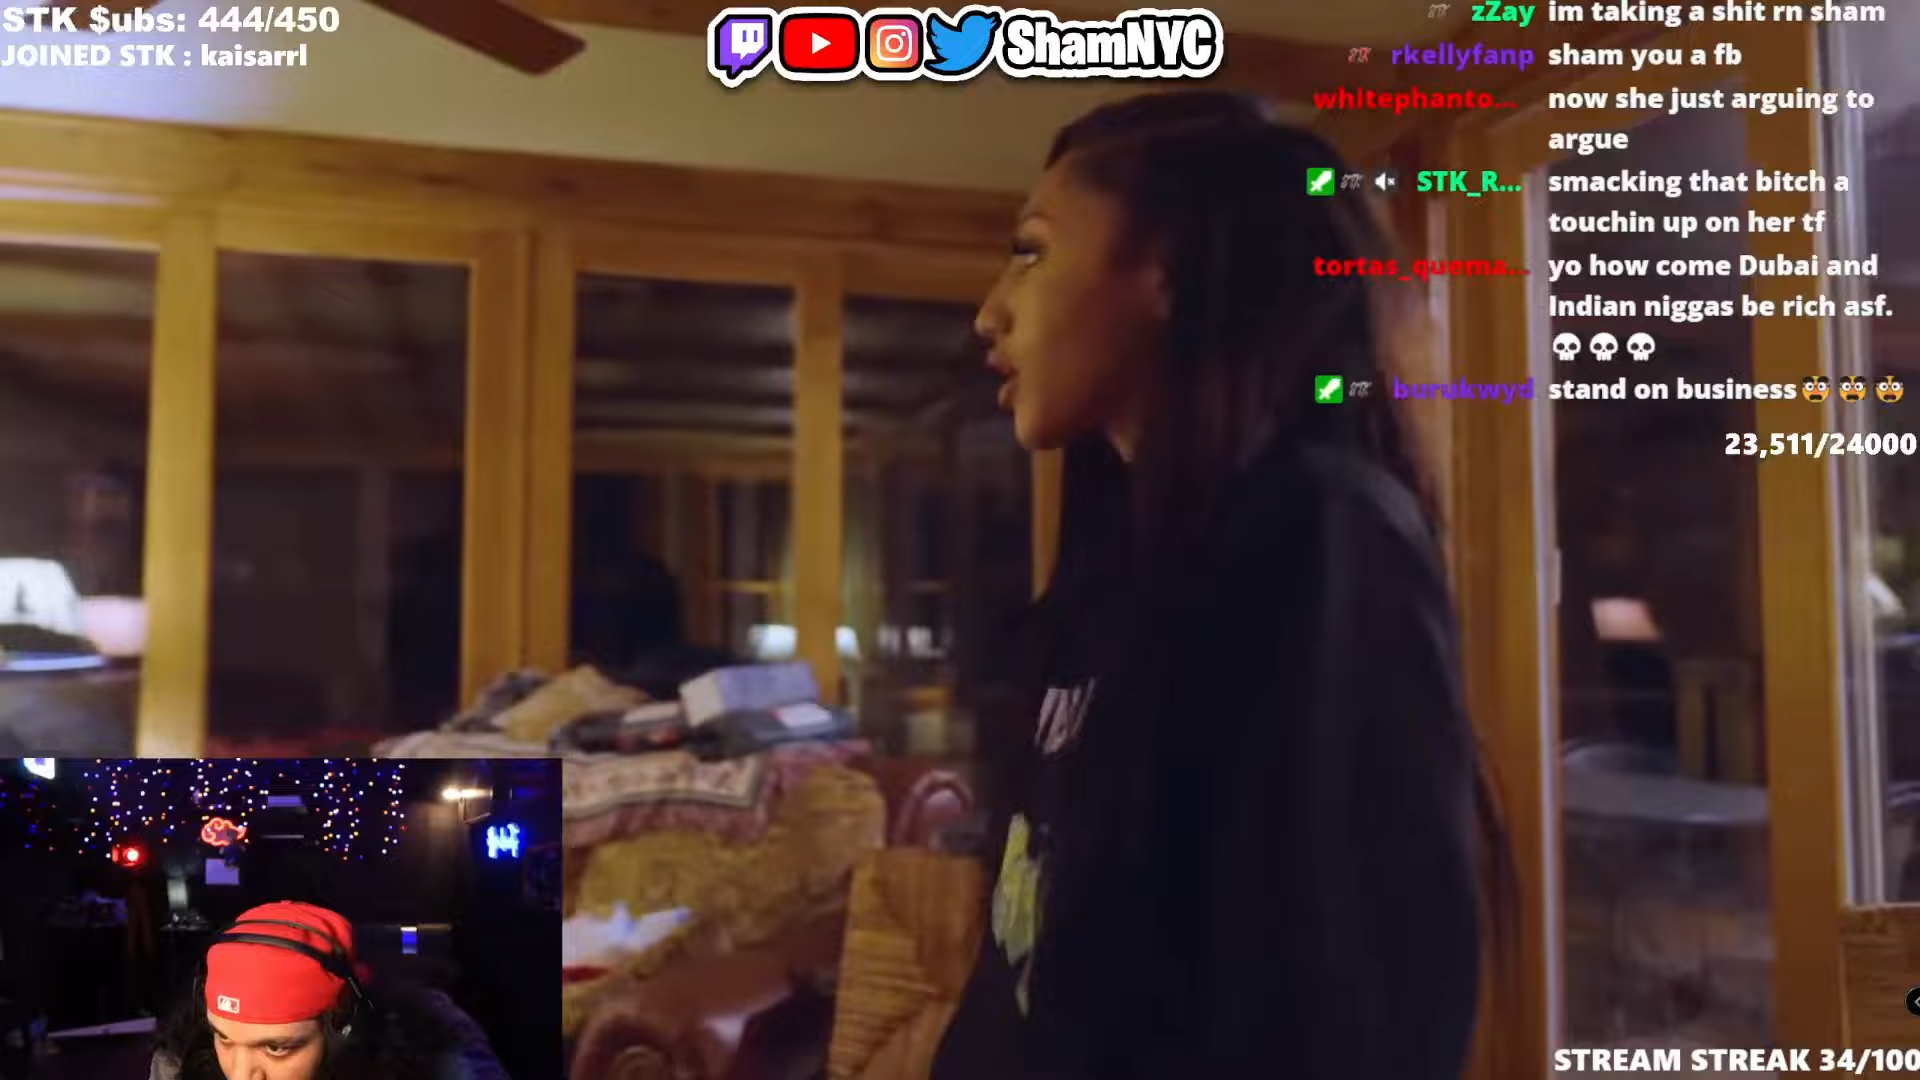 STK $ubs: 444/450
JOINED STK : kaisarrl
ShamNYC
zZay im taking a shit rn sham
rkellyfanp sham you a fb
whitephanto... now she just arguing to
argue
STK_R... smacking that bitch a
touchin up on her tf
tortas_quema... yo how come Dubai and
Indian niggas be rich asf.
💀💀💀
burukwyd stand on business🥸🥸🥸
23,511/24000
STREAM STREAK 34/100